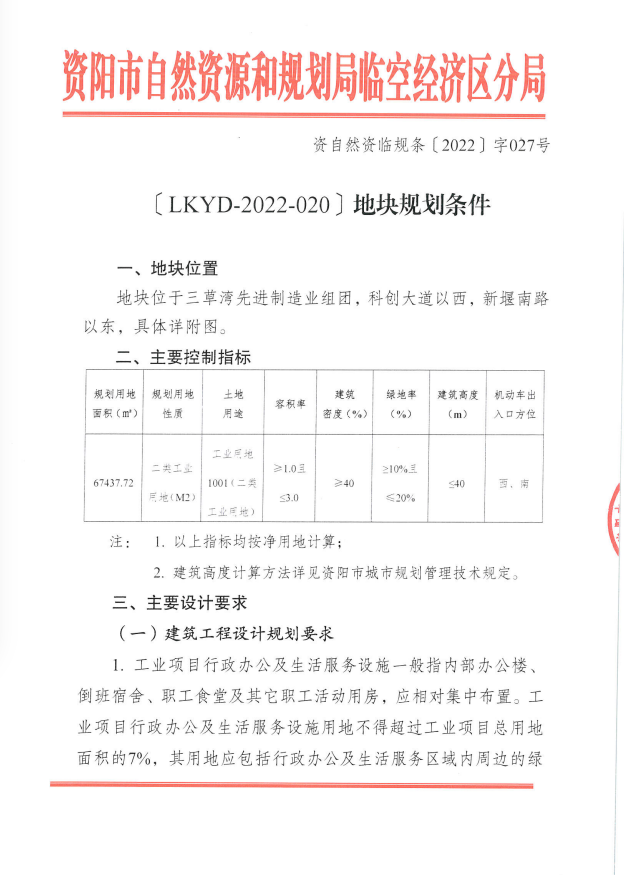 资阳市自然资源和规划局临空经济区分局
资自然资临规条〔2022〕字027号
〔LKYD-2022-020〕地块规划条件
一、地块位置
地块位于三草湾先进制造业组团，科创大道以西，新堰南路
以东，具体详附图。
二、主要控制指标
规划用地 规划用地 土地 容积率 建筑 绿地率 建筑高度 机动车出
面积（㎡） 性质 用途 密度（%） （%） （m） 入口方位
67437.72 二类工业 工业用地 ≥1.0且 ≥40 ≥10%且 ≤40 西、南
用地（M2） 1001（二类 ≤3.0 ≤20%
工业用地）
注： 1. 以上指标均按净用地计算；
2. 建筑高度计算方法详见资阳市城市规划管理技术规定。
三、主要设计要求
（一）建筑工程设计规划要求
1. 工业项目行政办公及生活服务设施一般指内部办公楼、
倒班宿舍、职工食堂及其它职工活动用房，应相对集中布置。工
业项目行政办公及生活服务设施用地不得超过工业项目总用地
面积的7%，其用地应包括行政办公及生活服务区域内周边的绿